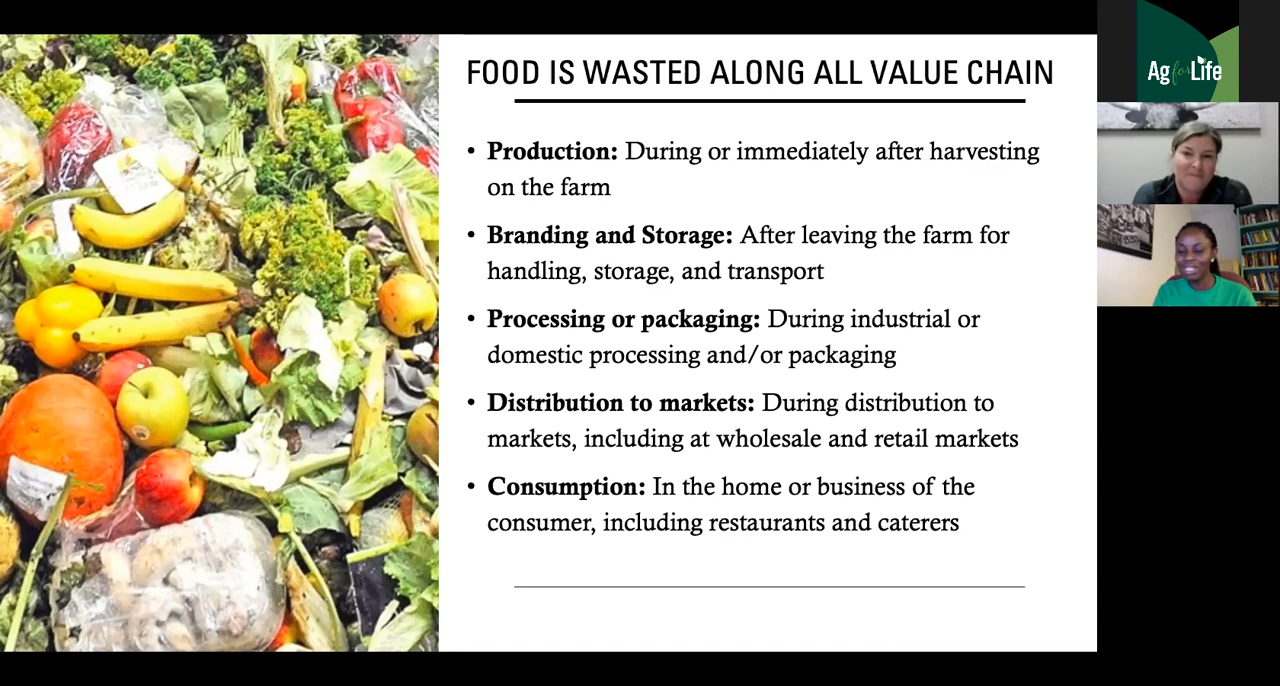 FOOD IS WASTED ALONG ALL VALUE CHAIN
• Production: During or immediately after harvesting
on the farm
• Branding and Storage: After leaving the farm for
handling, storage, and transport
• Processing or packaging: During industrial or
domestic processing and/or packaging
• Distribution to markets: During distribution to
markets, including at wholesale and retail markets
• Consumption: In the home or business of the
consumer, including restaurants and caterers
Ag for Life